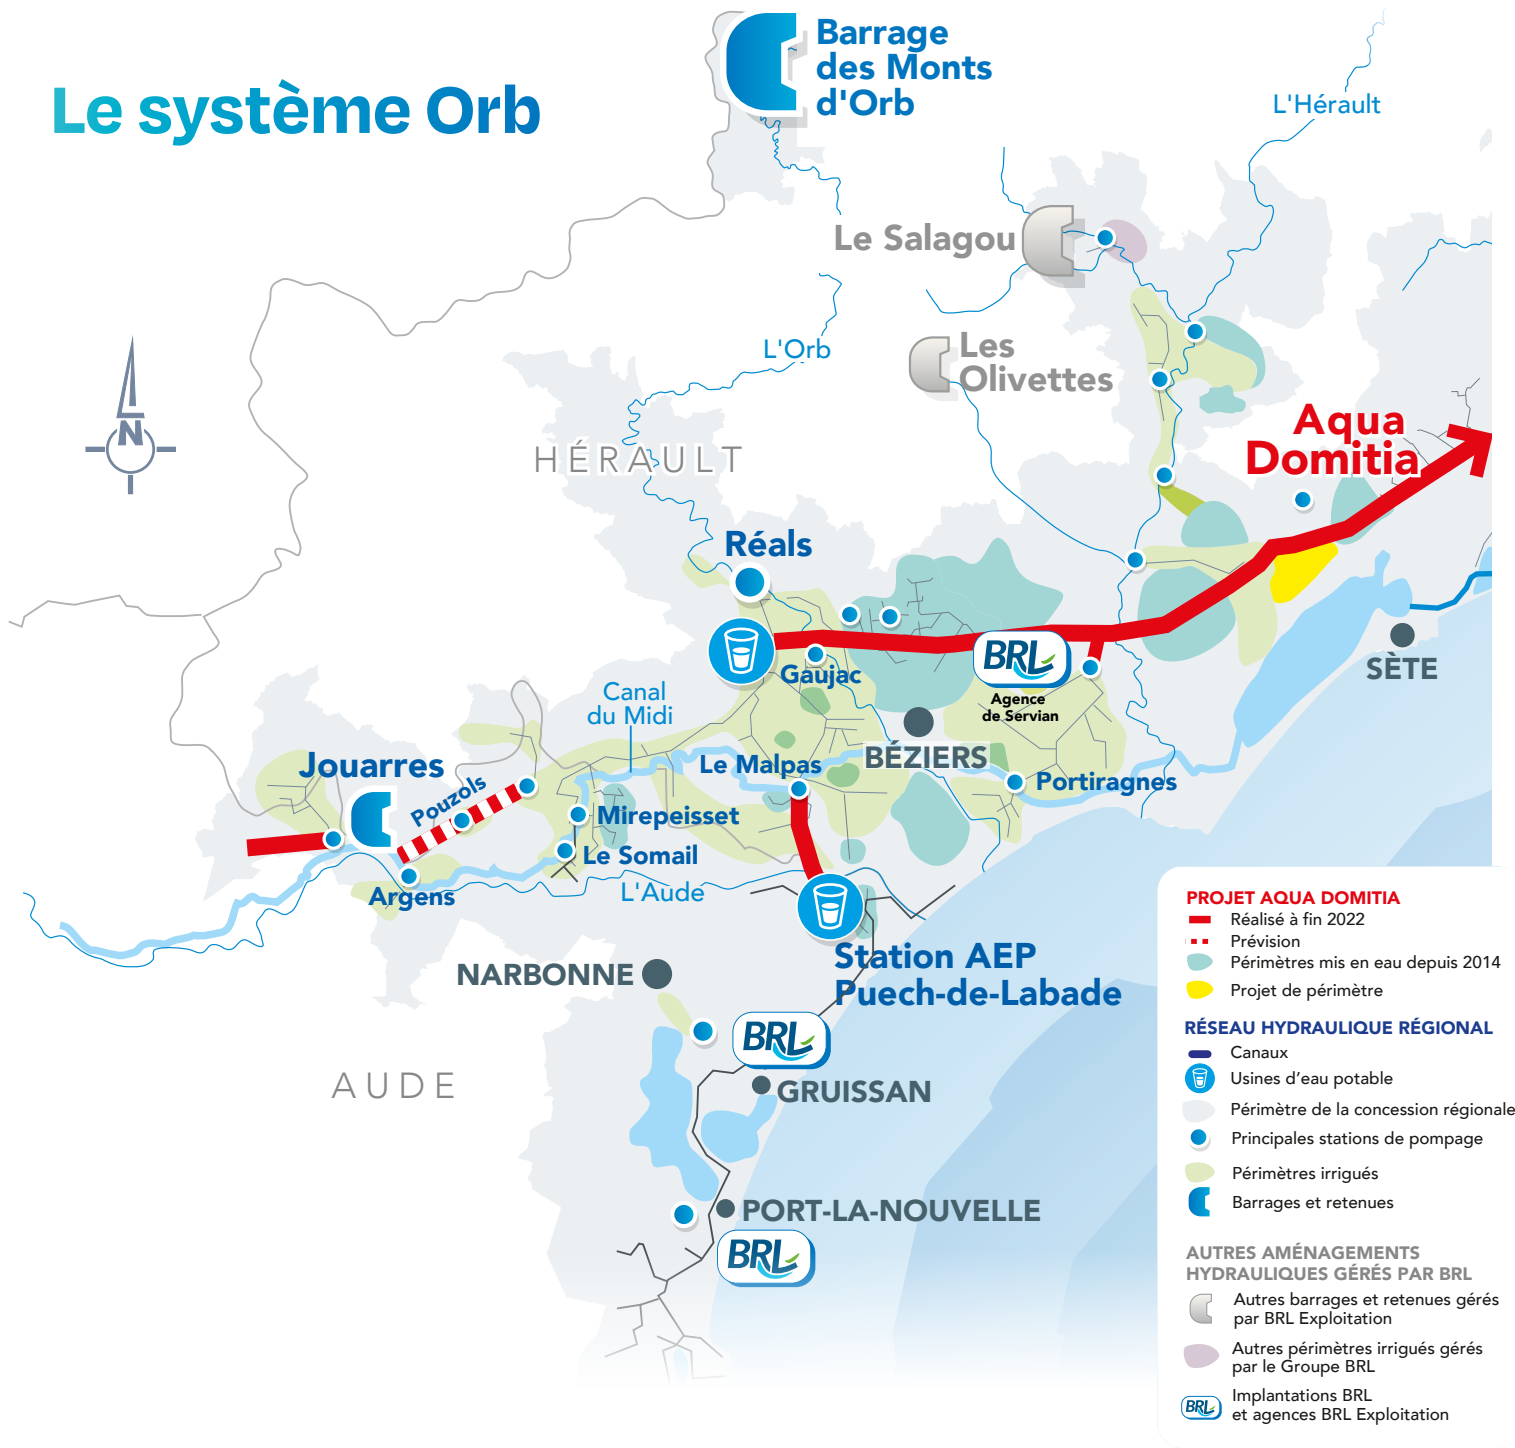 Le système Orb
Barrage
des Monts
d'Orb
L'Hérault
Le Salagou
Les
Olivettes
L'Orb
Aqua
Domitia
HÉRAULT
N
Réals
BRL
Agence
de Servian
Gaujac
SÈTE
Canal
du Midi
BÉZIERS
Jouarres
Pouzols
Le Malpas
Portiragnes
Mirepeisset
Le Somail
Argens
L'Aude
Station AEP
Puech-de-Labade
NARBONNE
BRL
AUDE
GRUISSAN
PORT-LA-NOUVELLE
BRL
PROJET AQUA DOMITIA
Réalisé à fin 2022
Prévision
Périmètres mis en eau depuis 2014
Projet de périmètre
RÉSEAU HYDRAULIQUE RÉGIONAL
Canaux
Usines d'eau potable
Périmètre de la concession régionale
Principales stations de pompage
Périmètres irrigués
Barrages et retenues
AUTRES AMÉNAGEMENTS
HYDRAULIQUES GÉRÉS PAR BRL
Autres barrages et retenues gérés
par BRL Exploitation
Autres périmètres irrigués gérés
par le Groupe BRL
BRL
Implantations BRL
et agences BRL Exploitation